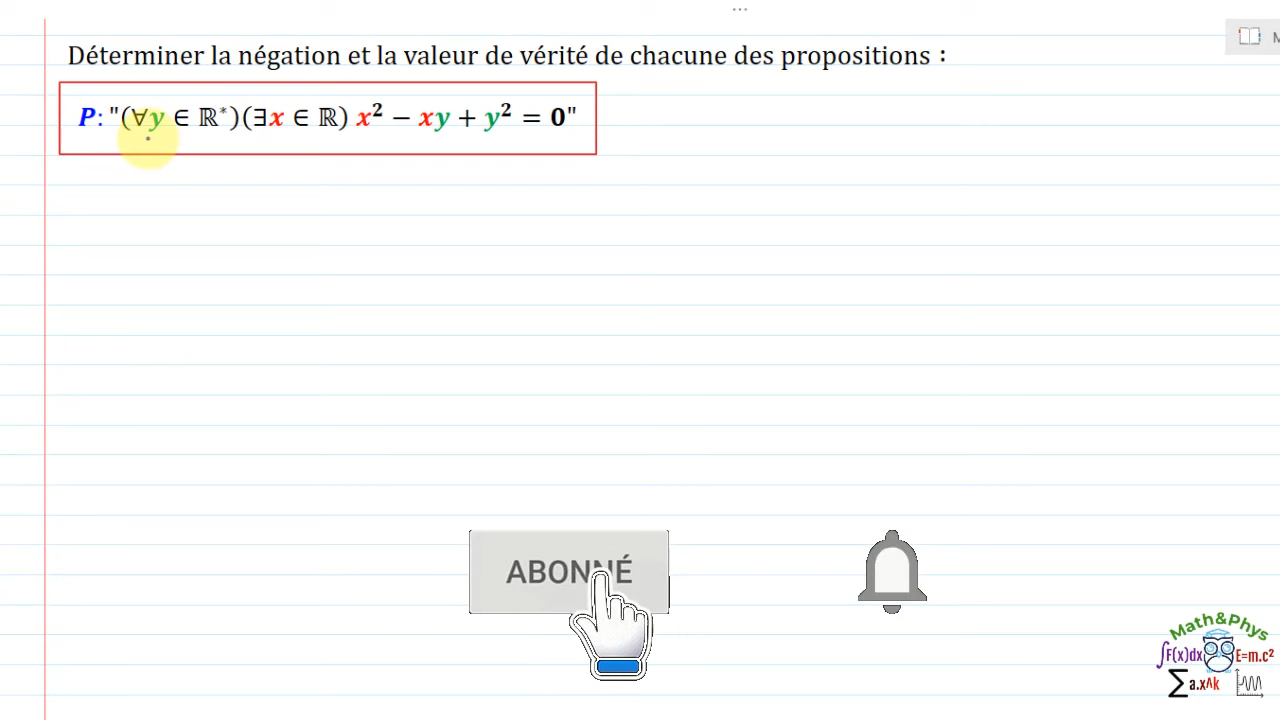 Déterminer la négation et la valeur de vérité de chacune des propositions :
P: "(∀y ∈ ℝ*)(∃x ∈ ℝ) x² − xy + y² = 0"
M
ABONNÉ
Math&Phys
∫F(x)dx E=m.c²
∑ a.x^k